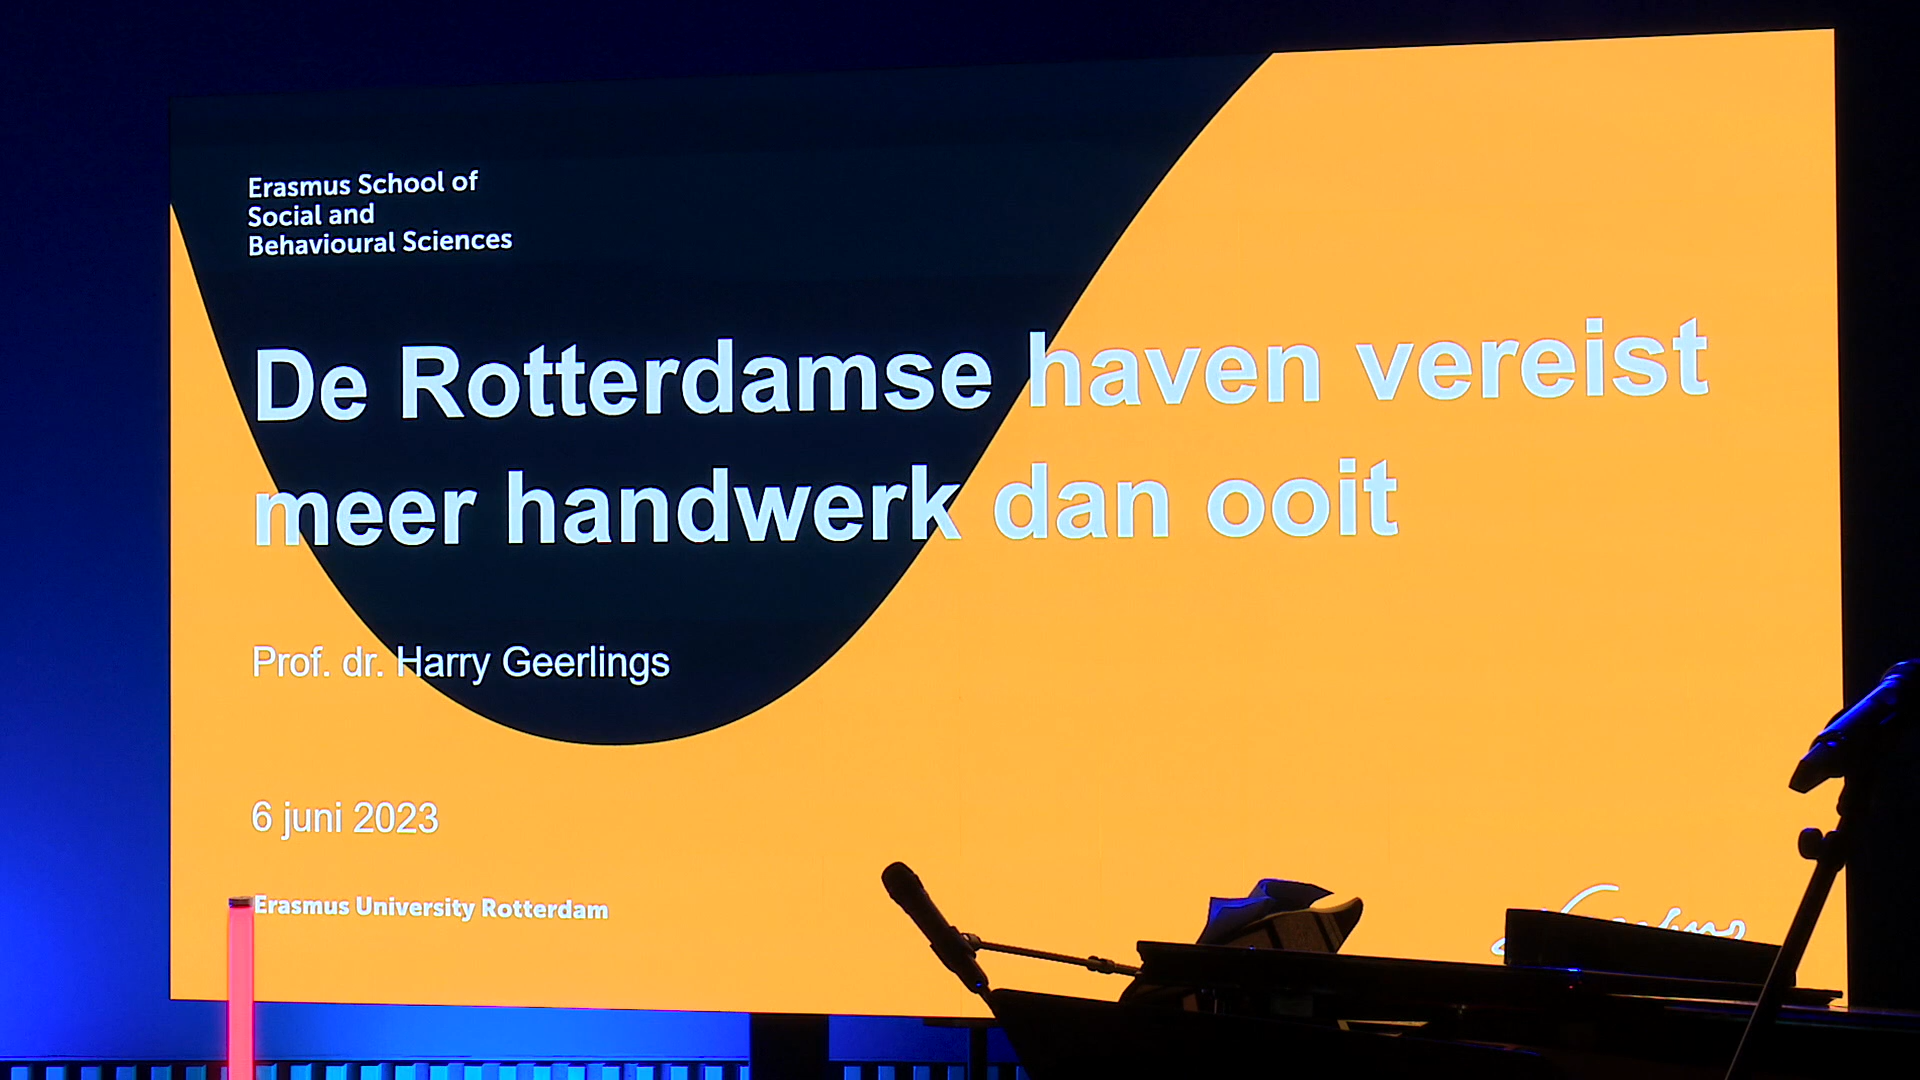 Erasmus School of
Social and
Behavioural Sciences
De Rotterdamse haven vereist
meer handwerk dan ooit
Prof. dr. Harry Geerlings
6 juni 2023
Erasmus University Rotterdam